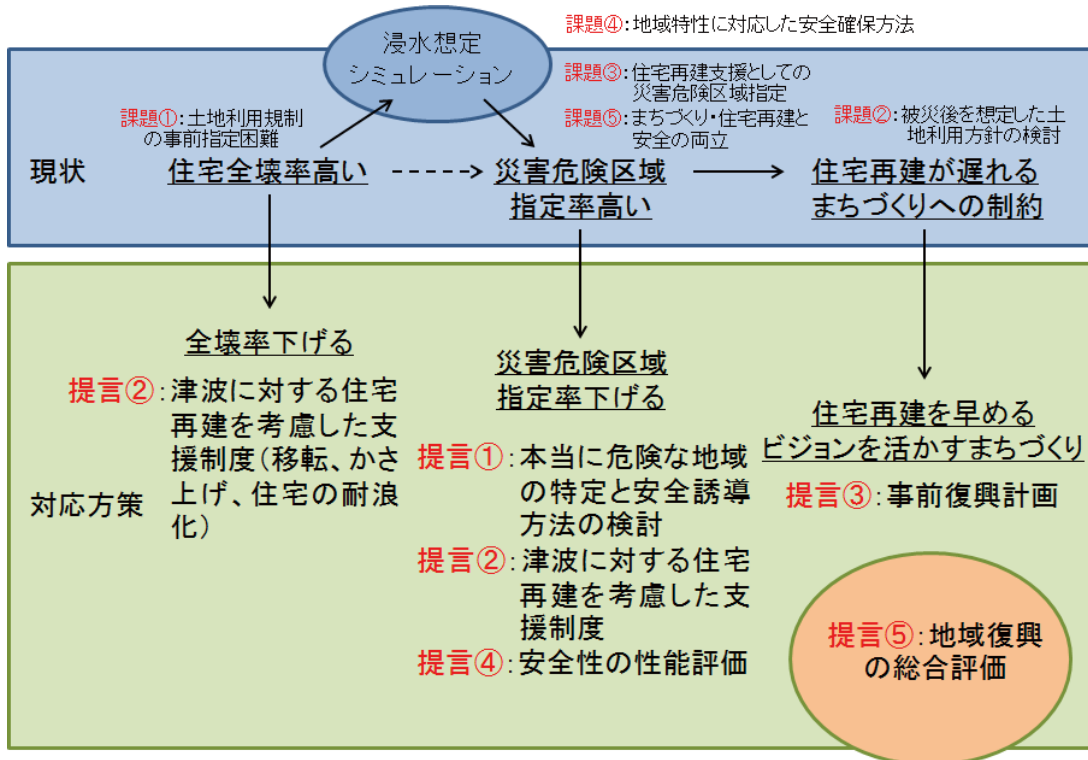 浸水想定
シミュレーション
課題④:地域特性に対応した安全確保方法
課題①:土地利用規制
の事前指定困難
課題③:住宅再建支援としての
災害危険区域指定
課題⑤:まちづくり・住宅再建と
安全の両立
課題②:被災後を想定した土
地利用方針の検討
現状
住宅全壊率高い
災害危険区域
指定率高い
住宅再建が遅れる
まちづくりへの制約
対応方策
全壊率下げる
提言②:津波に対する住宅
再建を考慮した支
援制度(移転、かさ
上げ、住宅の耐浪
化)
災害危険区域
指定率下げる
提言①:本当に危険な地域
の特定と安全誘導
方法の検討
提言②:津波に対する住宅
再建を考慮した支
援制度
提言④:安全性の性能評価
住宅再建を早める
ビジョンを活かすまちづくり
提言③:事前復興計画
提言⑤:地域復興
の総合評価